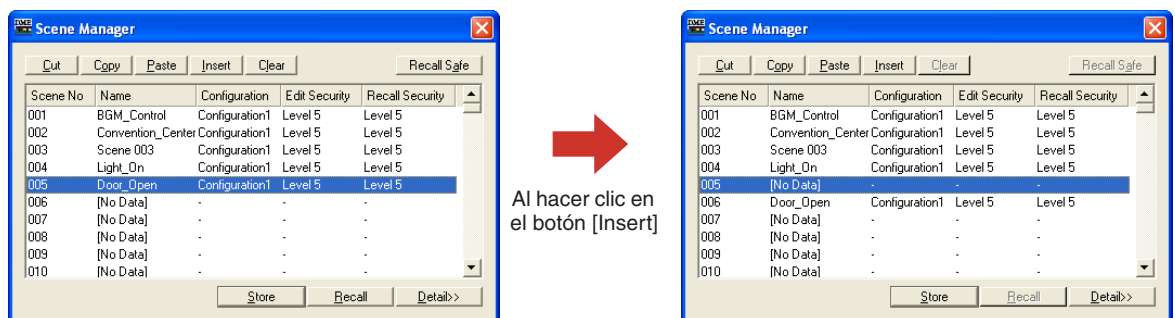 DME Scene Manager
Cut Copy Paste Insert Clear Recall Safe
Scene No Name Configuration Edit Security Recall Security
001 BGM_Control Configuration1 Level 5 Level 5
002 Convention_Center Configuration1 Level 5 Level 5
003 Scene 003 Configuration1 Level 5 Level 5
004 Light_On Configuration1 Level 5 Level 5
005 Door_Open Configuration1 Level 5 Level 5
006 [No Data] - - -
007 [No Data] - - -
008 [No Data] - - -
009 [No Data] - - -
010 [No Data] - - -
Store Recall Detail>>
Al hacer clic en
el botón [Insert]
DME Scene Manager
Cut Copy Paste Insert Clear Recall Safe
Scene No Name Configuration Edit Security Recall Security
001 BGM_Control Configuration1 Level 5 Level 5
002 Convention_Center Configuration1 Level 5 Level 5
003 Scene 003 Configuration1 Level 5 Level 5
004 Light_On Configuration1 Level 5 Level 5
005 [No Data] - - -
006 Door_Open Configuration1 Level 5 Level 5
007 [No Data] - - -
008 [No Data] - - -
009 [No Data] - - -
010 [No Data] - - -
Store Recall Detail>>